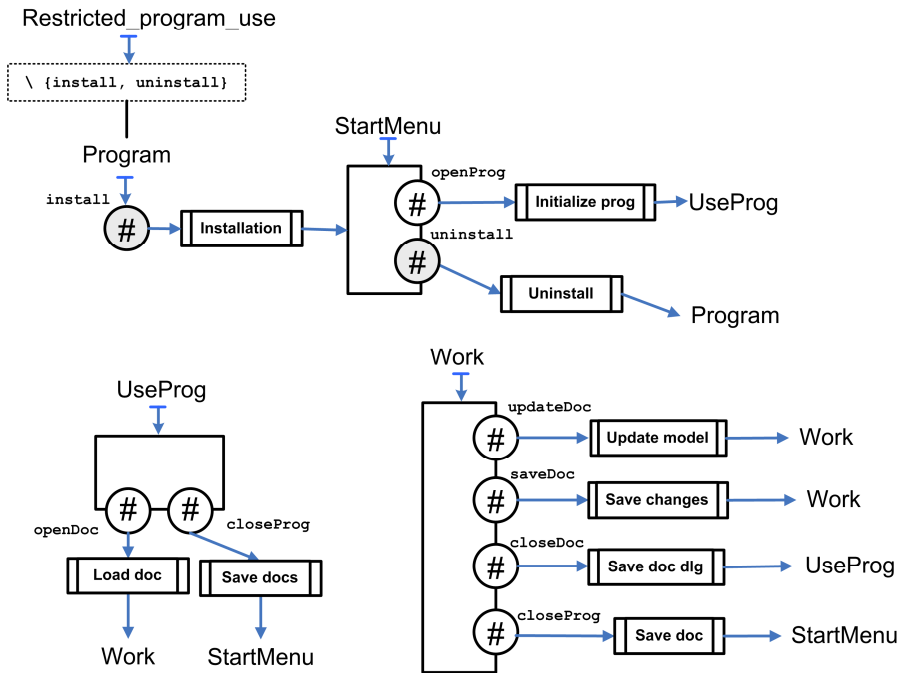 Restricted_program_use
\ {install, uninstall}
Program
install
#
Installation
StartMenu
openProg
#
Initialize prog
UseProg
uninstall
#
Uninstall
Program
UseProg
#
#
openDoc
closeProg
Load doc
Save docs
Work
StartMenu
Work
updateDoc
#
Update model
Work
saveDoc
#
Save changes
Work
closeDoc
#
Save doc dlg
UseProg
closeProg
#
Save doc
StartMenu